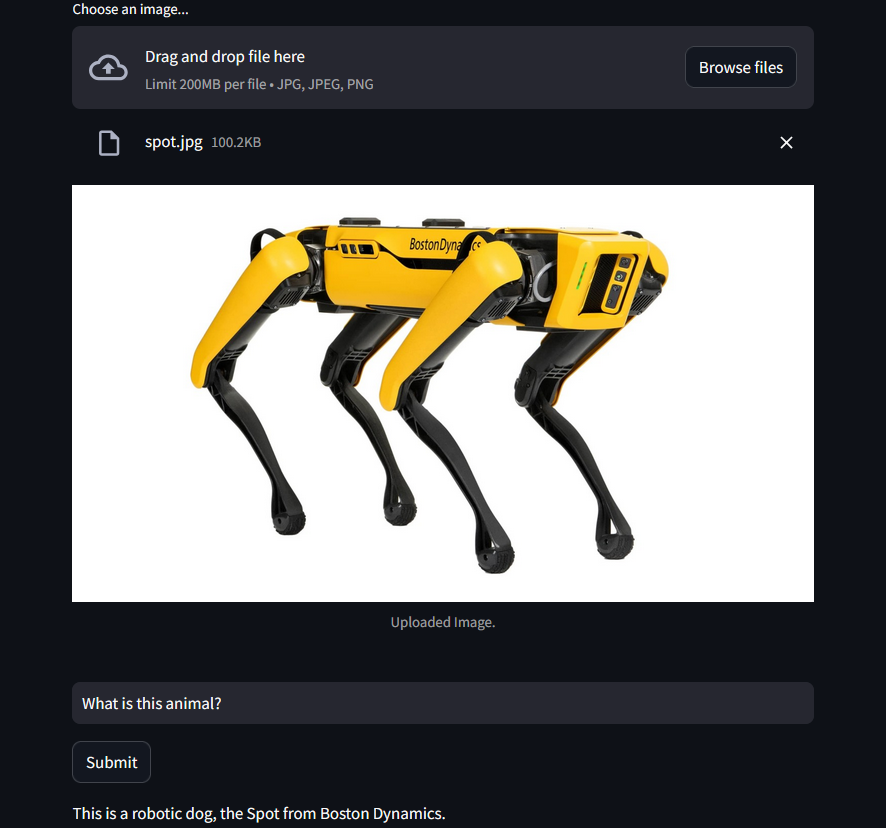 Choose an image...
Drag and drop file here
Limit 200MB per file • JPG, JPEG, PNG
Browse files
spot.jpg 100.2KB
BostonDynamics
Uploaded Image.
What is this animal?
Submit
This is a robotic dog, the Spot from Boston Dynamics.